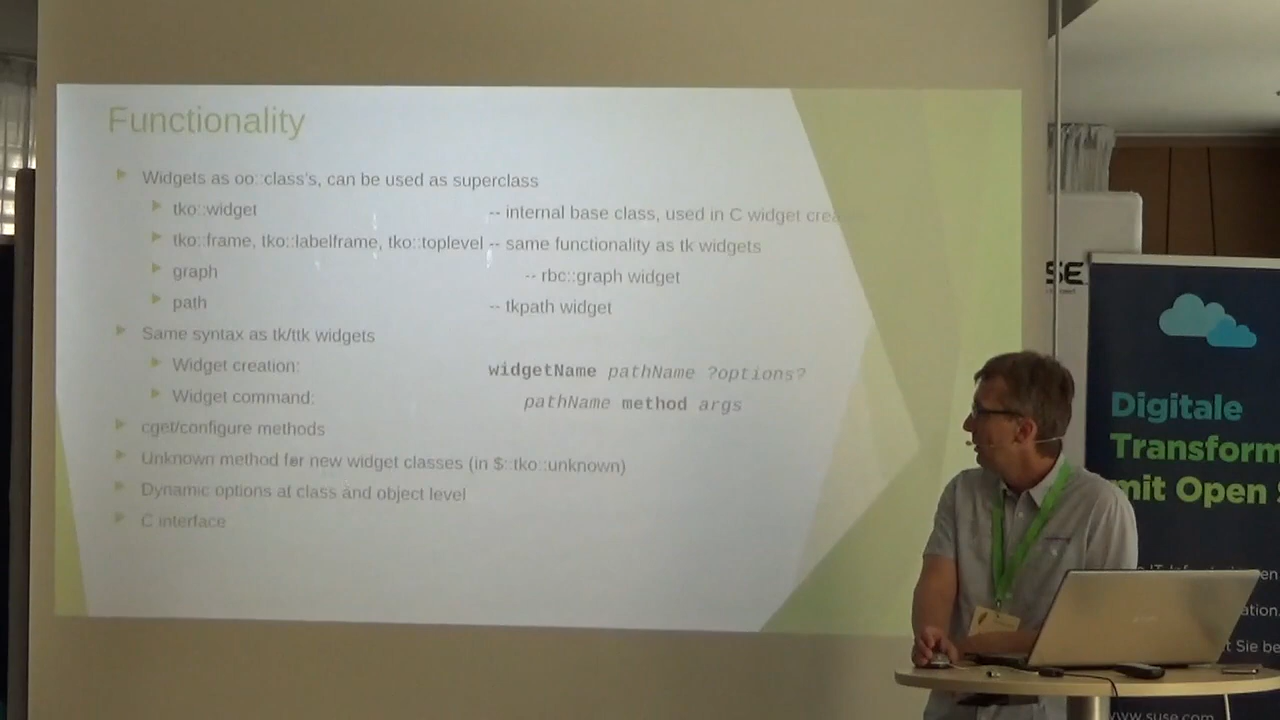 Functionality
Widgets as oo::class's, can be used as superclass
tko::widget -- internal base class, used in C widget
tko::frame, tko::labelframe, tko::toplevel -- same functionality as tk widgets
graph -- rbc::graph widget
path -- tkpath widget
Same syntax as tk/ttk widgets
Widget creation: widgetName pathName ?options?
Widget command: pathName method args
cget/configure methods
Unknown method for new widget classes (in $::tko::unknown)
Dynamic options at class and object level
C interface
SE
Digitale
Transform
mit Open
www.suse.com